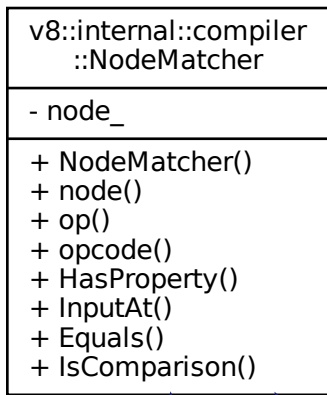 v8::internal::compiler
::NodeMatcher
- node_
+ NodeMatcher()
+ node()
+ op()
+ opcode()
+ HasProperty()
+ InputAt()
+ Equals()
+ IsComparison()